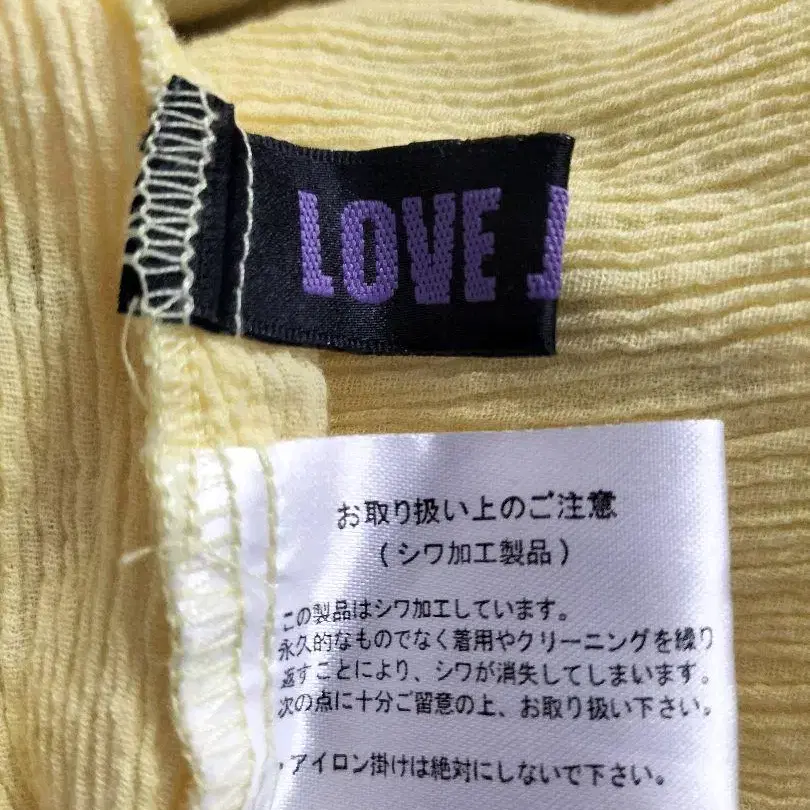 LOVE
お取り扱い上のご注意
(シワ加工製品)
この製品はシワ加工しています。
永久的なものでなく着用やクリーニングを繰り
返すことにより、シワが消失してしまいます。
次の点に十分ご留意の上、お取り扱い下さい。
・アイロン掛けは絶対にしないで下さい。